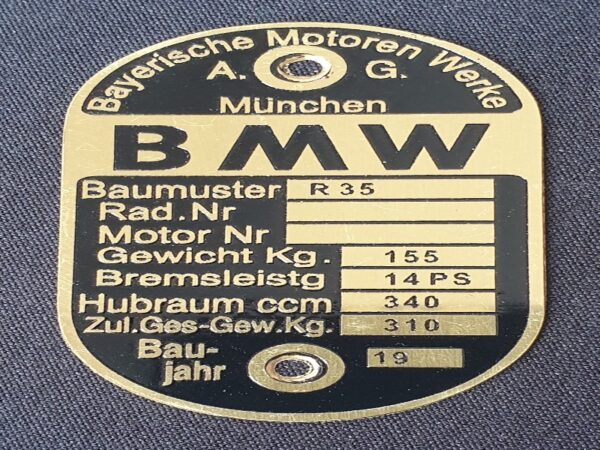 Bayerische Motoren Werke
A. G.
München
BMW
Baumuster R 35
Rad.Nr
Motor Nr
Gewicht Kg. 155
Bremsleistg 14 PS
Hubraum ccm 340
Zul.Ges-Gew.Kg. 310
Bau-
jahr 19